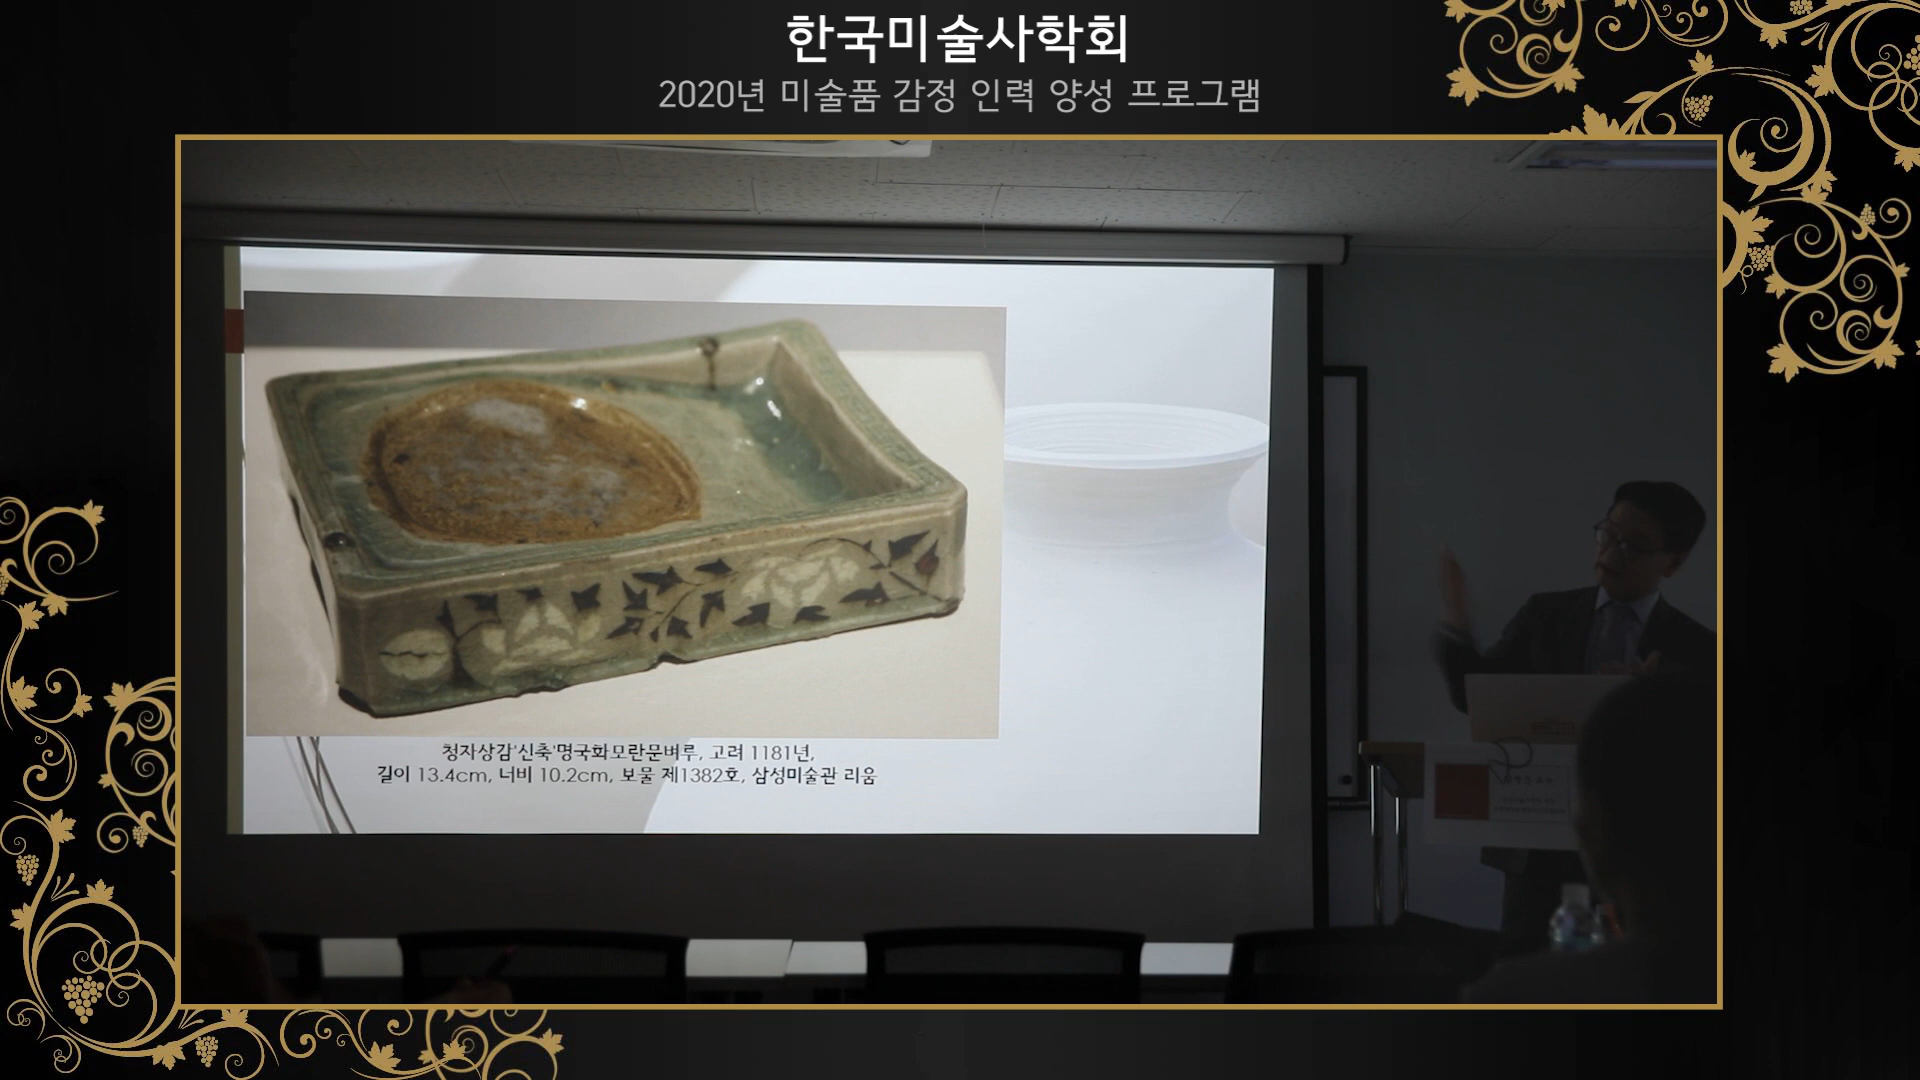 한국미술사학회
2020년 미술품 감정 인력 양성 프로그램
청자상감'신축'명국화모란문벼루, 고려 1181년,
길이 13.4cm, 너비 10.2cm, 보물 제1382호, 삼성미술관 리움